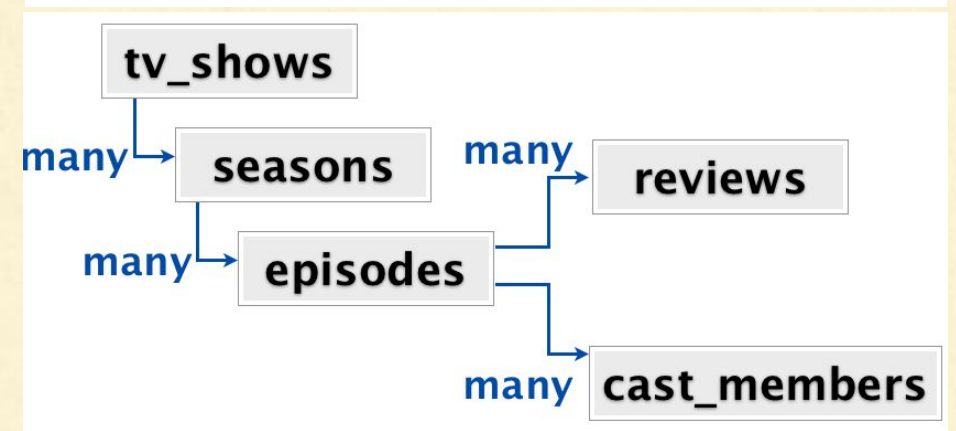 tv_shows
many
seasons
many
reviews
many
episodes
many
cast_members